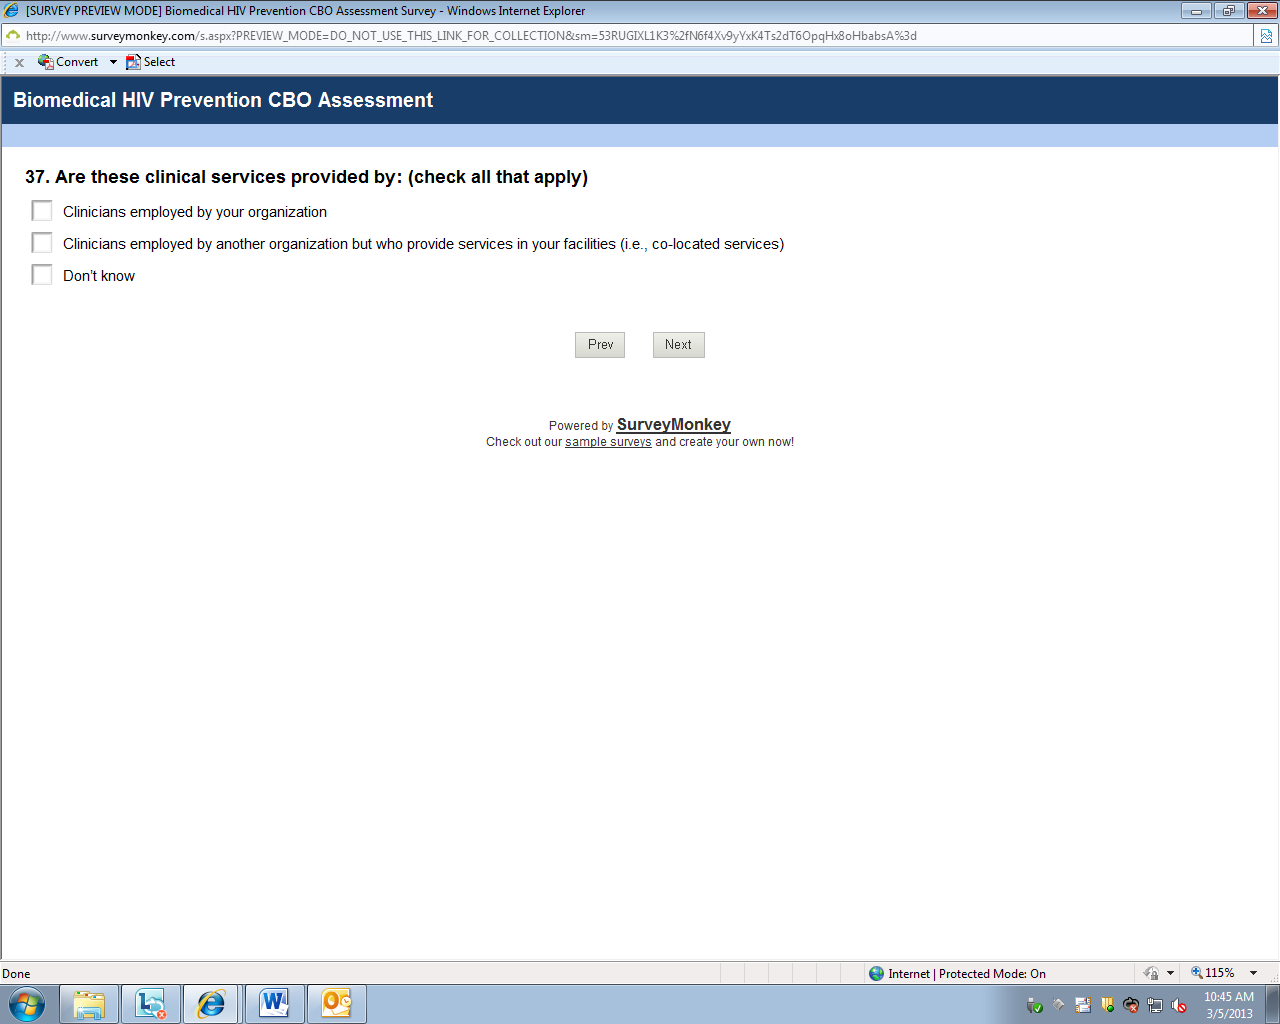 [SURVEY PREVIEW MODE] Biomedical HIV Prevention CBO Assessment Survey - Windows Internet Explorer
http://www.surveymonkey.com/s.aspx?PREVIEW_MODE=DO_NOT_USE_THIS_LINK_FOR_COLLECTION&sm=53RUGIXL1K3%2fN6f4Xv9yYxK4Ts2dT6OpqHx8oHbabsA%3d
x Convert Select
Biomedical HIV Prevention CBO Assessment
37. Are these clinical services provided by: (check all that apply)
Clinicians employed by your organization
Clinicians employed by another organization but who provide services in your facilities (i.e., co-located services)
Don't know
Prev Next
Powered by SurveyMonkey
Check out our sample surveys and create your own now!
Done Internet | Protected Mode: On 115%
10:45 AM
3/5/2013